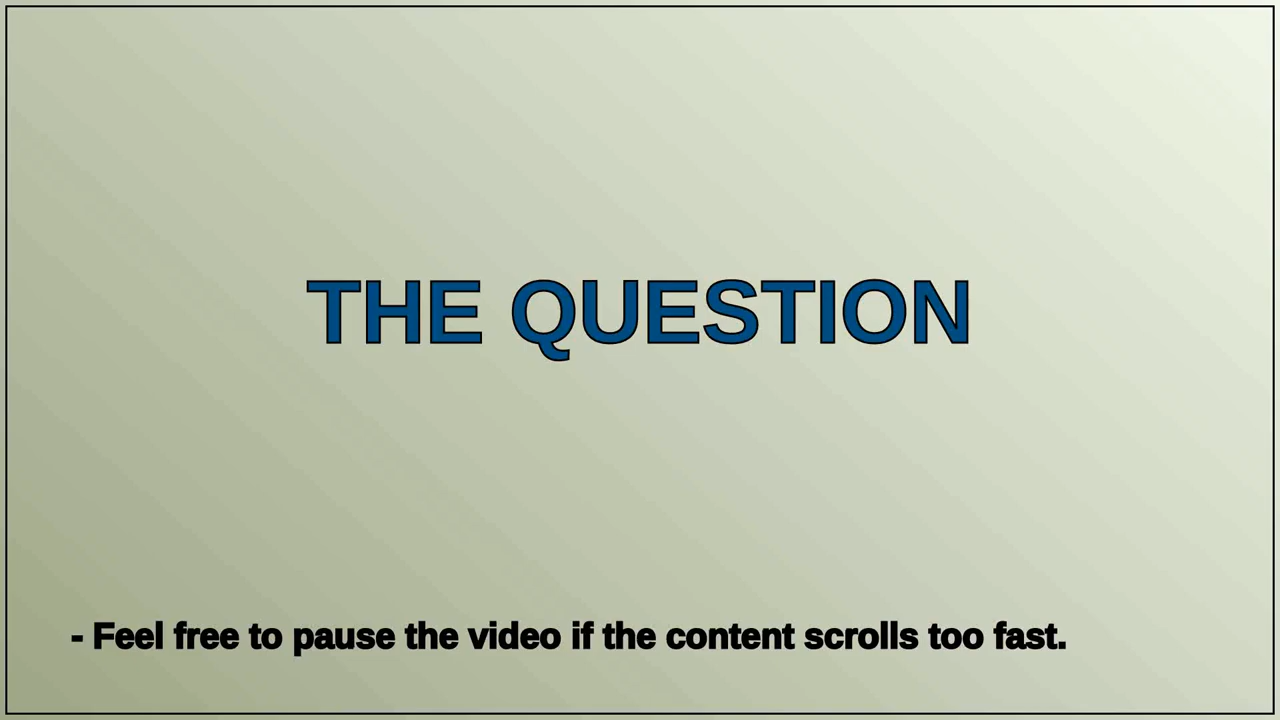 THE QUESTION
- Feel free to pause the video if the content scrolls too fast.